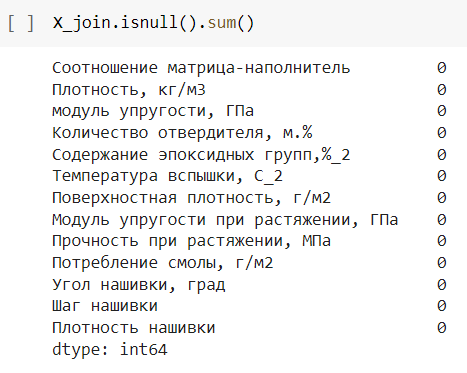 [ ] X_join.isnull().sum()
Соотношение матрица-наполнитель 0
Плотность, кг/м3 0
модуль упругости, ГПа 0
Количество отвердителя, м.% 0
Содержание эпоксидных групп,%_2 0
Температура вспышки, С_2 0
Поверхностная плотность, г/м2 0
Модуль упругости при растяжении, ГПа 0
Прочность при растяжении, МПа 0
Потребление смолы, г/м2 0
Угол нашивки, град 0
Шаг нашивки 0
Плотность нашивки 0
dtype: int64